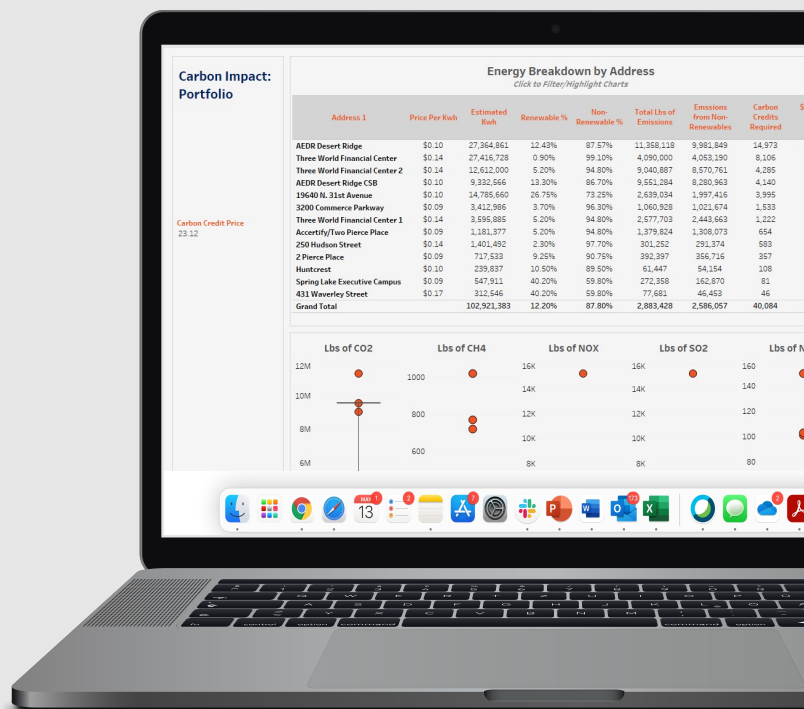 Carbon Impact:
Portfolio
Carbon Credit Price
23.12
Energy Breakdown by Address
Click to Filter/Highlight Charts
Address 1 Price Per Kwh Estimated Kwh Renewable % Non-Renewable % Total Lbs of Emissions Emssions from Non-Renewables Carbon Credits Required $
AEDR Desert Ridge $0.10 27,364,861 12.43% 87.57% 11,358,118 9,981,849 14,973
Three World Financial Center $0.14 27,416,728 0.90% 99.10% 4,090,000 4,053,190 8,106
Three World Financial Center 2 $0.14 12,612,000 5.20% 94.80% 9,040,887 8,570,761 4,285
AEDR Desert Ridge CSB $0.10 9,332,566 13.30% 86.70% 9,551,284 8,280,963 4,140
19640 N. 31st Avenue $0.10 14,785,660 26.75% 73.25% 2,639,034 1,997,416 3,995
3200 Commerce Parkway $0.09 3,412,986 3.70% 96.30% 1,060,928 1,021,674 1,533
Three World Financial Center 1 $0.14 3,595,885 5.20% 94.80% 2,577,703 2,443,663 1,222
Accertify/Two Pierce Place $0.09 1,181,377 5.20% 94.80% 1,379,824 1,308,073 654
250 Hudson Street $0.14 1,401,492 2.30% 97.70% 301,252 291,374 583
2 Pierce Place $0.09 717,533 9.25% 90.75% 392,397 356,716 357
Huntcrest $0.10 239,837 10.50% 89.50% 61,447 54,154 108
Spring Lake Executive Campus $0.09 547,911 40.20% 59.80% 272,358 162,870 81
431 Waverley Street $0.17 312,546 40.20% 59.80% 77,681 46,453 46
Grand Total 102,921,383 12.20% 87.80% 2,883,428 2,586,057 40,084
Lbs of CO2 Lbs of CH4 Lbs of NOX Lbs of SO2 Lbs of N
12M 16K 16K 160
1000
14K 14K 140
10M
800 12K 12K 120
8M
10K 10K 100
600
6M 8K 8K 80
MAY 1 2 7 173 2
13 P W O X
fn control option command command option